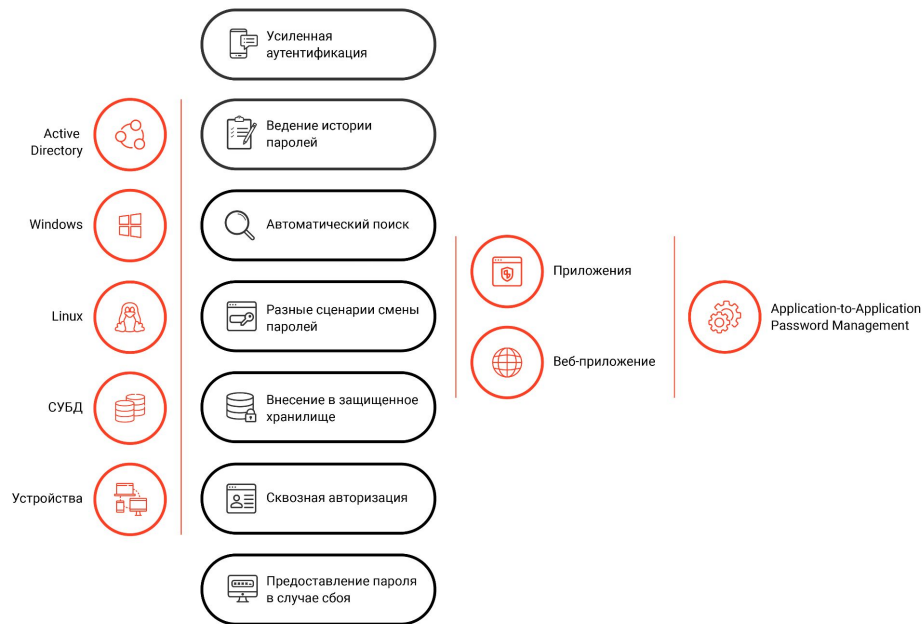 Усиленная
аутентификация
Active
Directory
Windows
Linux
СУБД
Устройства
Ведение истории
паролей
Автоматический поиск
Разные сценарии смены
паролей
Внесение в защищенное
хранилище
Сквозная авторизация
Предоставление пароля
в случае сбоя
Приложения
Веб-приложение
Application-to-Application
Password Management